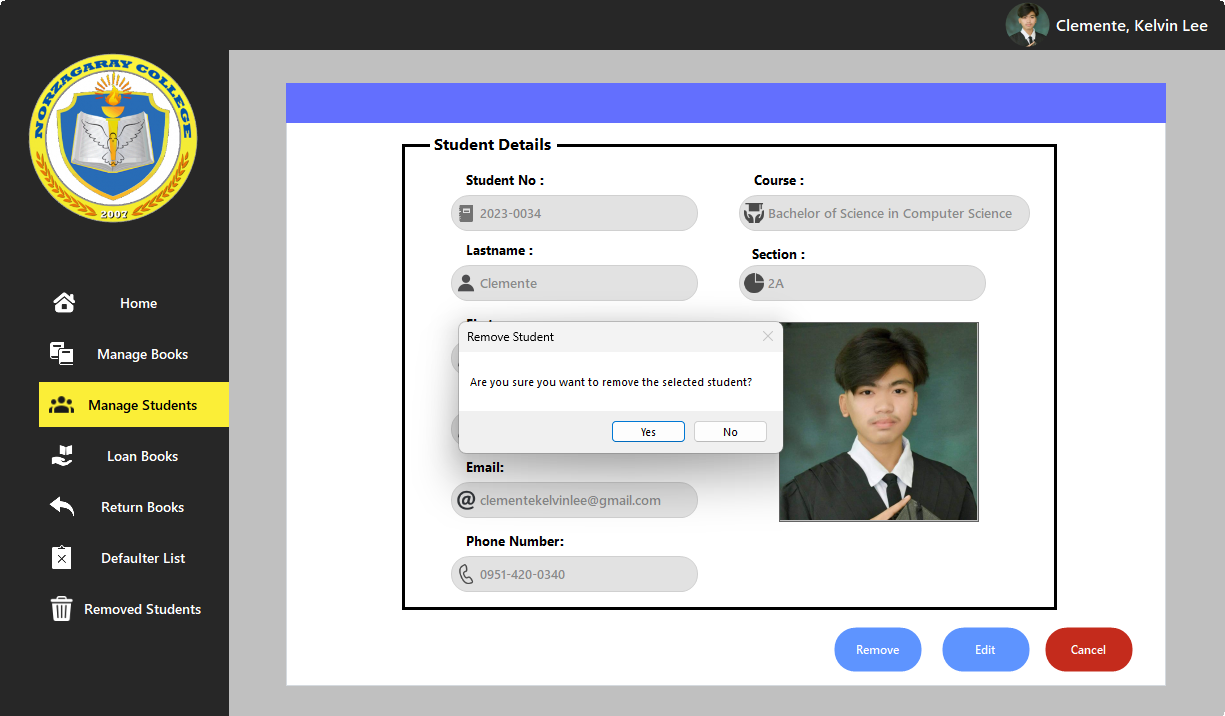 Clemente, Kelvin Lee
NORZAGARAY COLLEGE
2007
Home
Manage Books
Manage Students
Loan Books
Return Books
Defaulter List
Removed Students
Student Details
Student No :
2023-0034
Course :
Bachelor of Science in Computer Science
Lastname :
Clemente
Section :
2A
Remove Student
Are you sure you want to remove the selected student?
Yes
No
Email:
@ clementekelvinlee@gmail.com
Phone Number:
0951-420-0340
Remove
Edit
Cancel